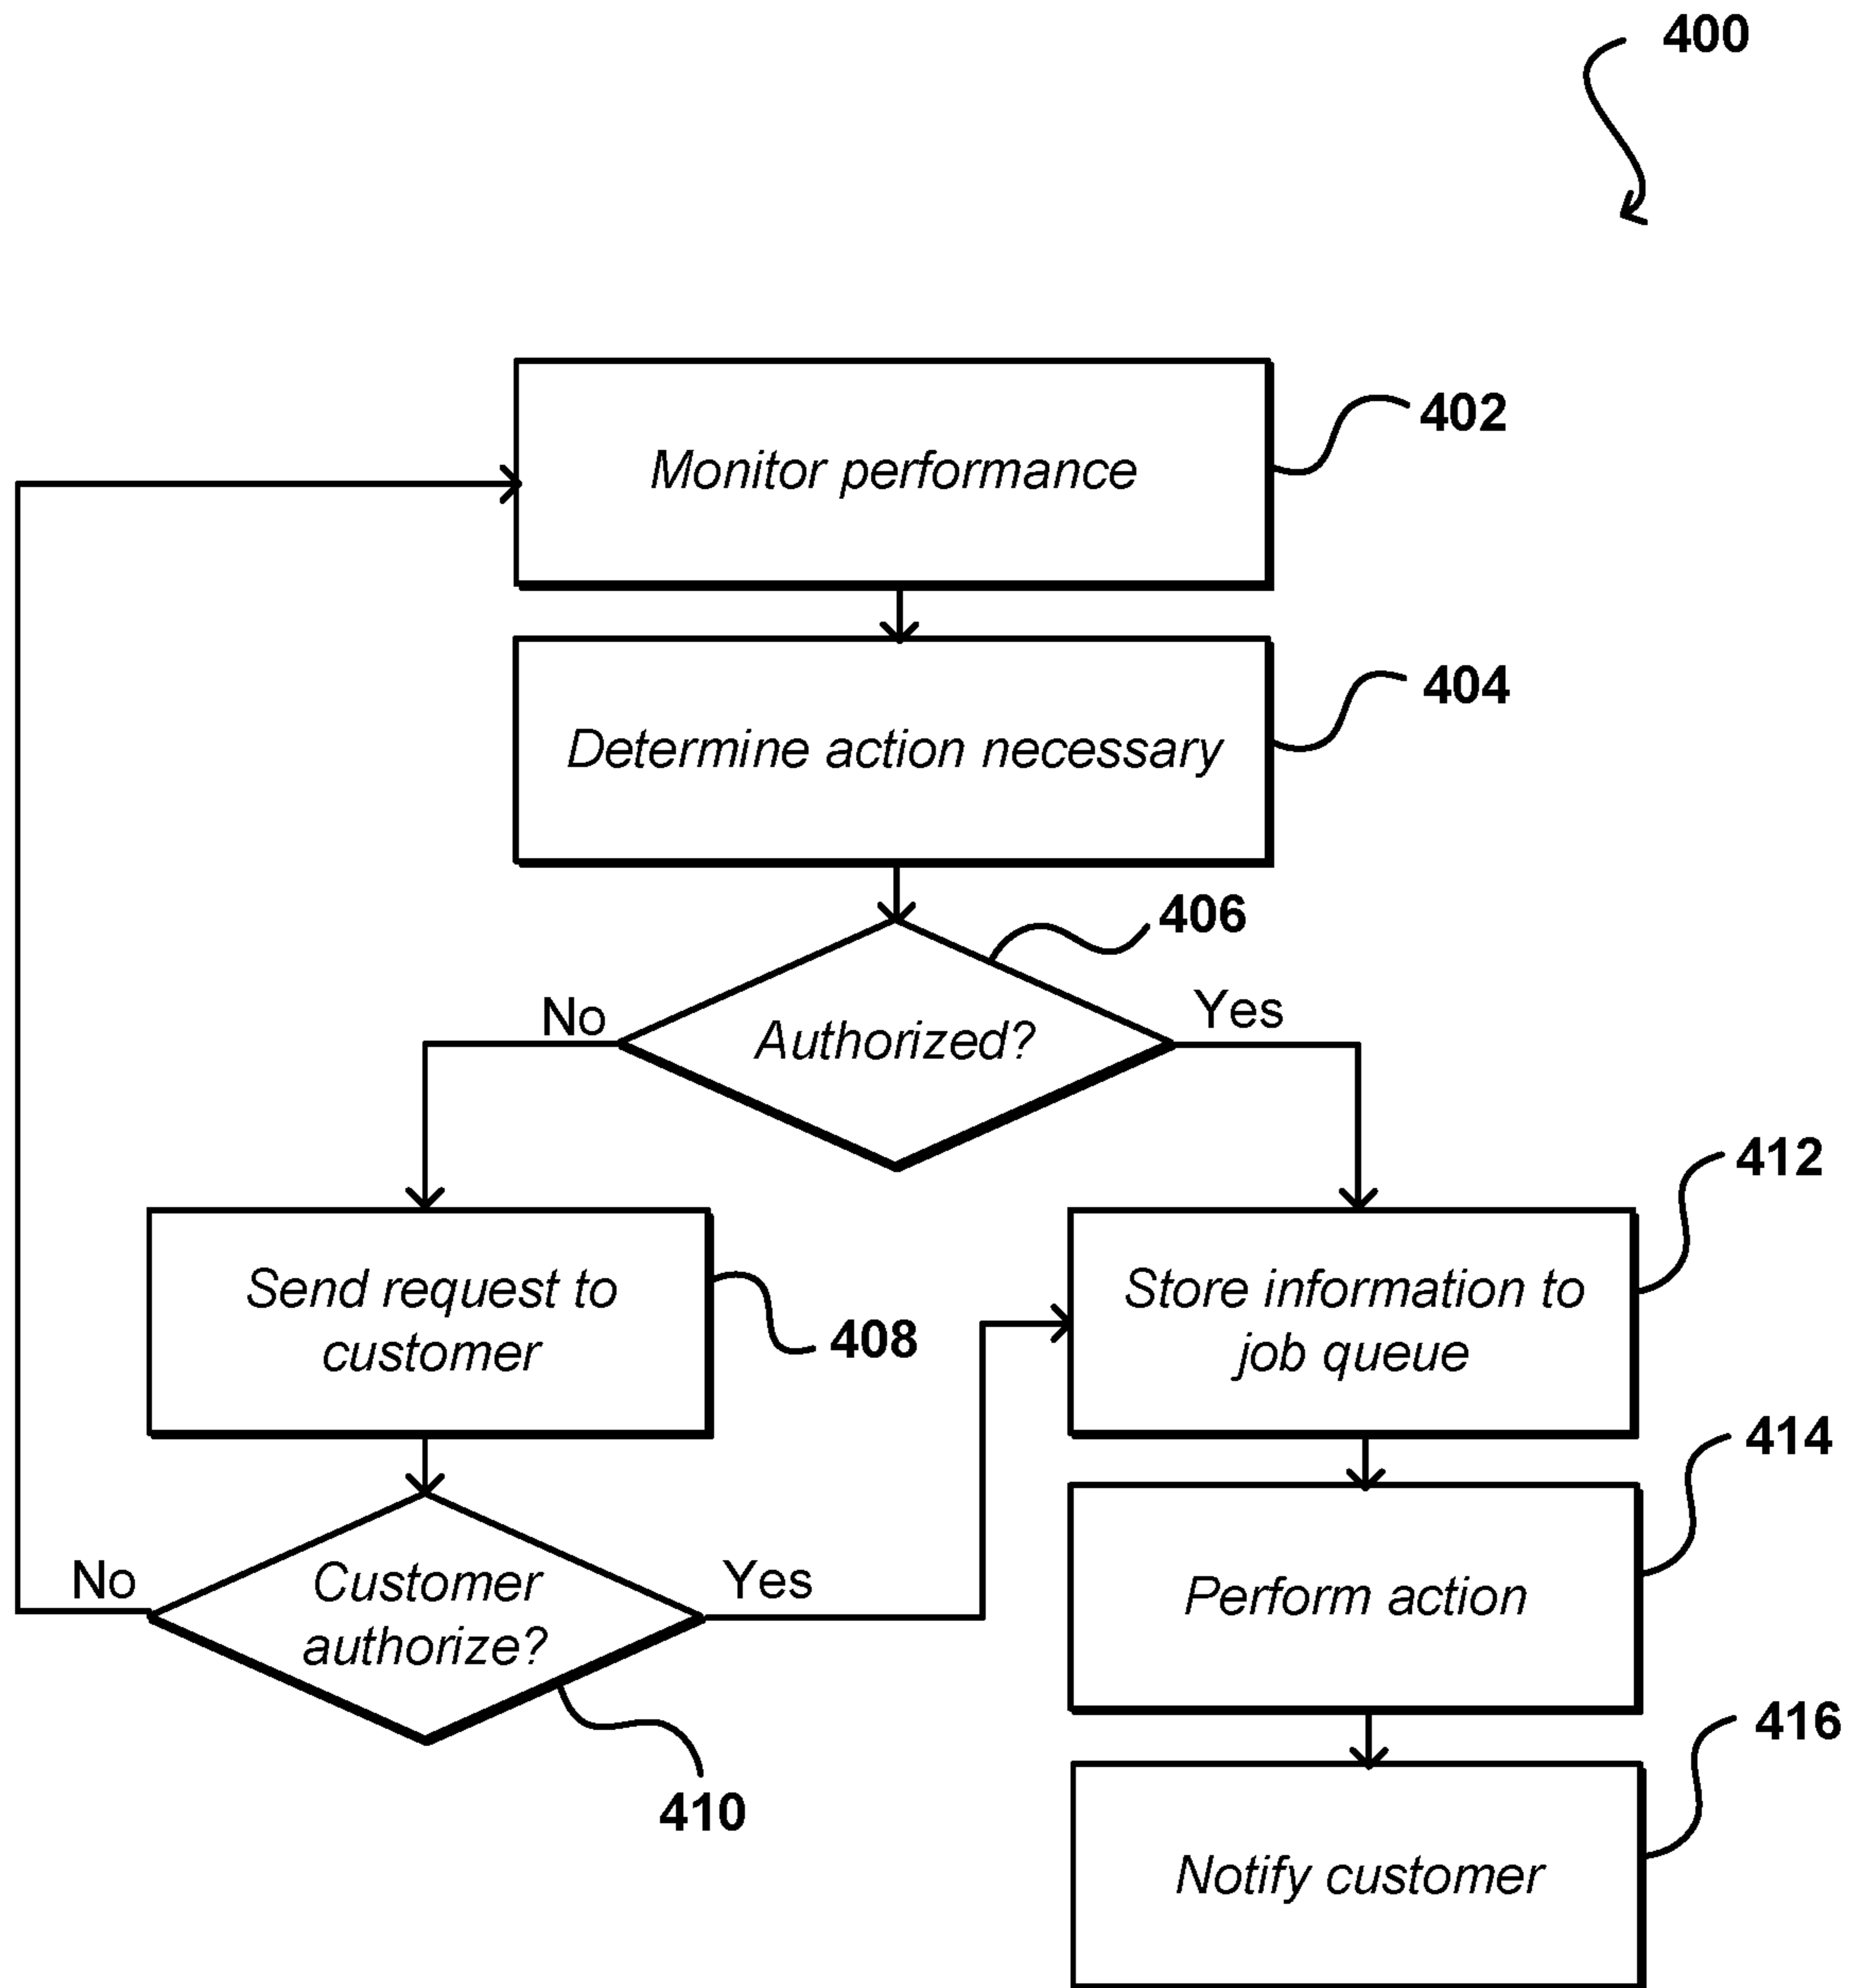 400
Monitor performance
402
Determine action necessary
404
406
No
Authorized?
Yes
Send request to
customer
408
Store information to
job queue
412
No
Customer
authorize?
Yes
410
Perform action
414
Notify customer
416